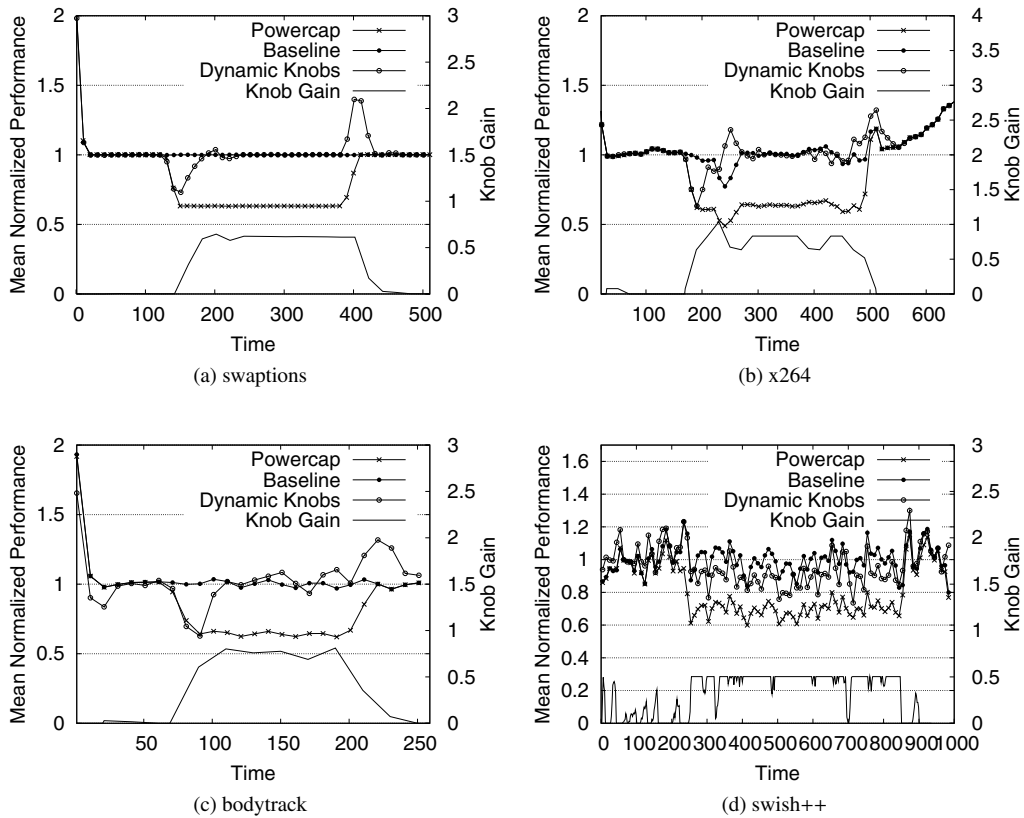 Mean Normalized Performance
2
1.5
1
0.5
0
Powercap
Baseline
Dynamic Knobs
Knob Gain
3
2.5
2
1.5
1
0.5
0
Knob Gain
0 100 200 300 400 500
Time
(a) swaptions
Mean Normalized Performance
2
1.5
1
0.5
0
Powercap
Baseline
Dynamic Knobs
Knob Gain
4
3.5
3
2.5
2
1.5
1
0.5
0
Knob Gain
100 200 300 400 500 600
Time
(b) x264
Mean Normalized Performance
2
1.5
1
0.5
0
Powercap
Baseline
Dynamic Knobs
Knob Gain
3
2.5
2
1.5
1
0.5
0
Knob Gain
50 100 150 200 250
Time
(c) bodytrack
Mean Normalized Performance
1.6
1.4
1.2
1
0.8
0.6
0.4
0.2
0
Powercap
Baseline
Dynamic Knobs
Knob Gain
3
2.5
2
1.5
1
0.5
0
Knob Gain
0 100 200 300 400 500 600 700 800 900 1000
Time
(d) swish++